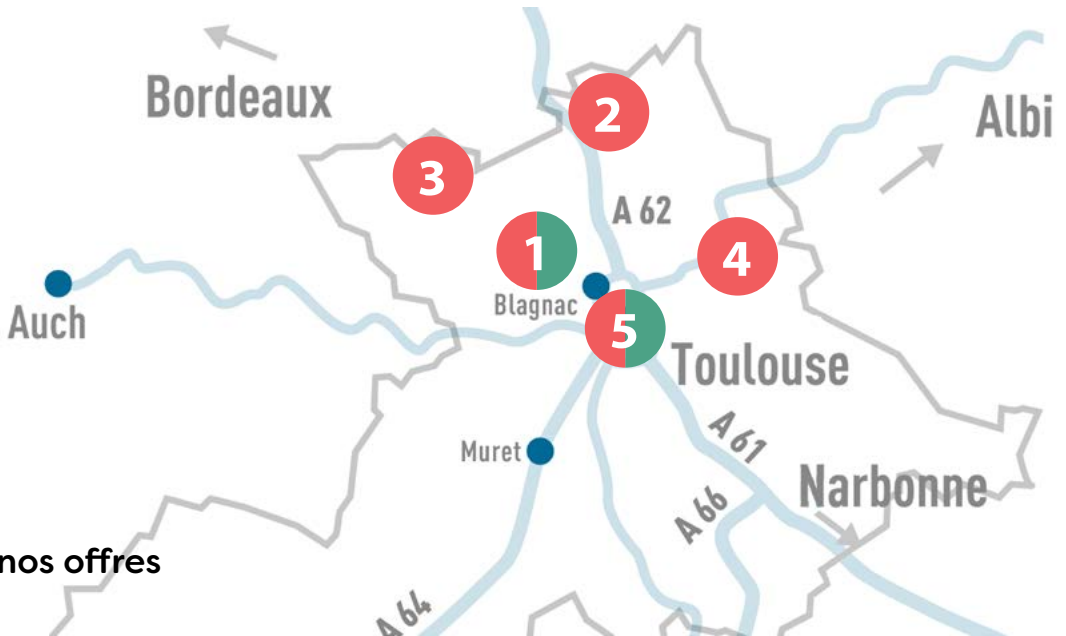 Bordeaux
Albi
2
3
A 62
1
4
Blagnac
Auch
5
Toulouse
A 61
Muret
Narbonne
A 66
nos offres
A 64